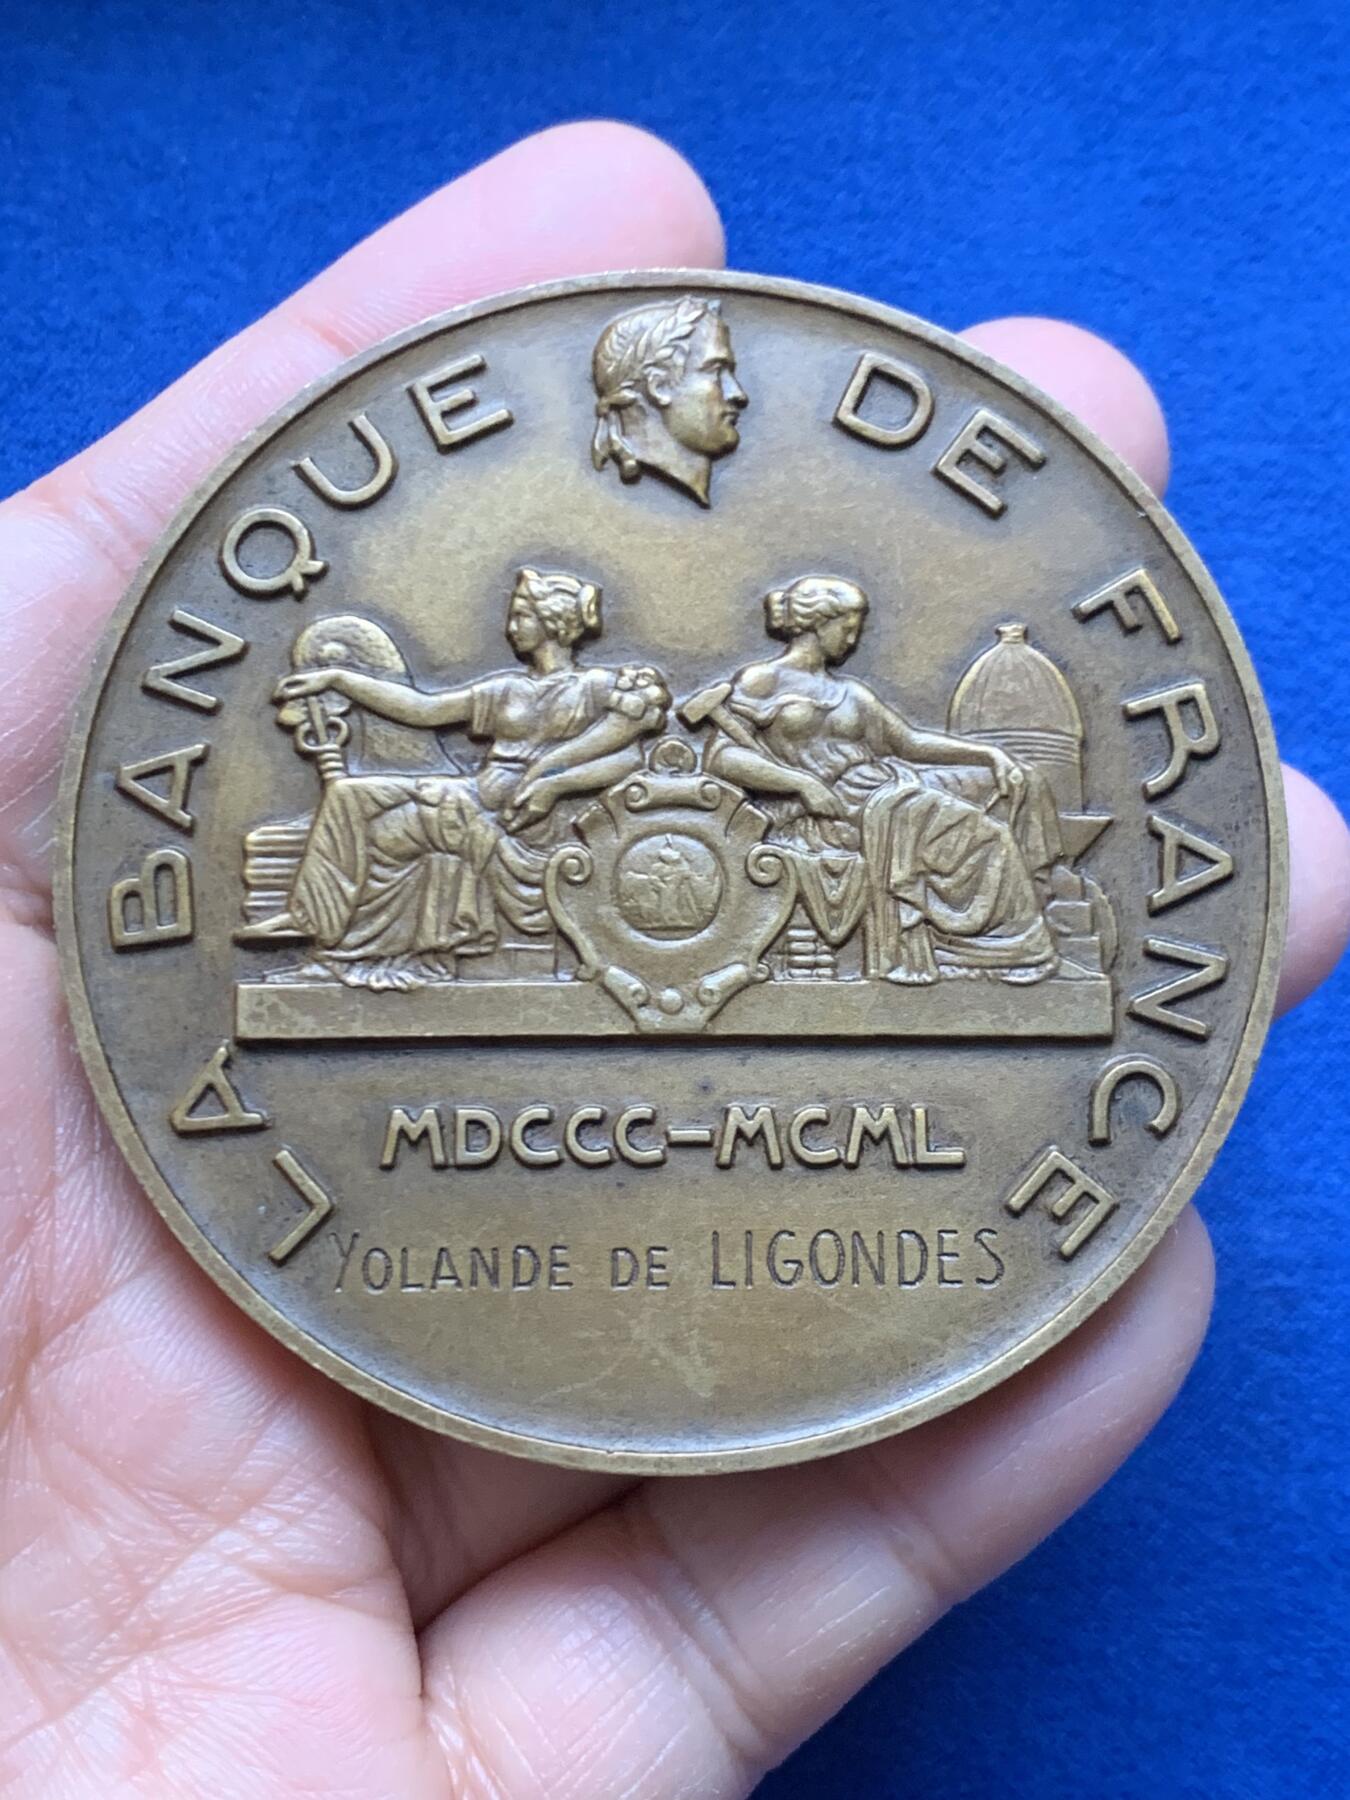 LA BANQUE DE FRANCE
MDCCC-MCML
YOLANDE DE LIGONDES